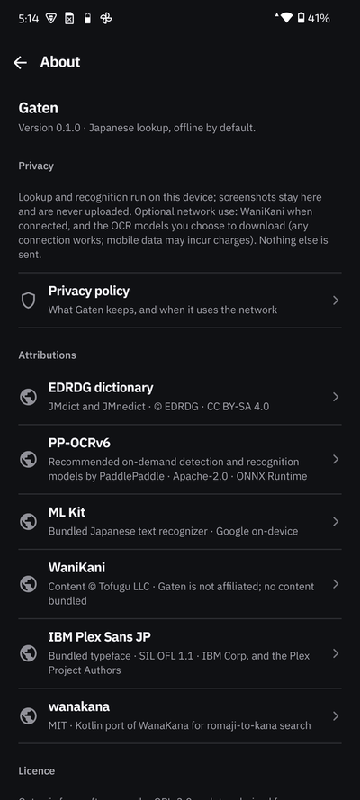 5:14
41%
About
Gaten
Version 0.1.0 · Japanese lookup, offline by default.
Privacy
Lookup and recognition run on this device; screenshots stay here
and are never uploaded. Optional network use: WaniKani when
connected, and the OCR models you choose to download (any
connection works; mobile data may incur charges). Nothing else is
sent.
Privacy policy
What Gaten keeps, and when it uses the network
Attributions
EDRDG dictionary
JMdict and JMnedict · © EDRDG · CC BY-SA 4.0
PP-OCRv6
Recommended on-demand detection and recognition
models by PaddlePaddle · Apache-2.0 · ONNX Runtime
ML Kit
Bundled Japanese text recognizer · Google on-device
WaniKani
Content © Tofugu LLC · Gaten is not affiliated; no content
bundled
IBM Plex Sans JP
Bundled typeface · SIL OFL 1.1 · IBM Corp. and the Plex
Project Authors
wanakana
MIT · Kotlin port of WanaKana for romaji-to-kana search
Licence